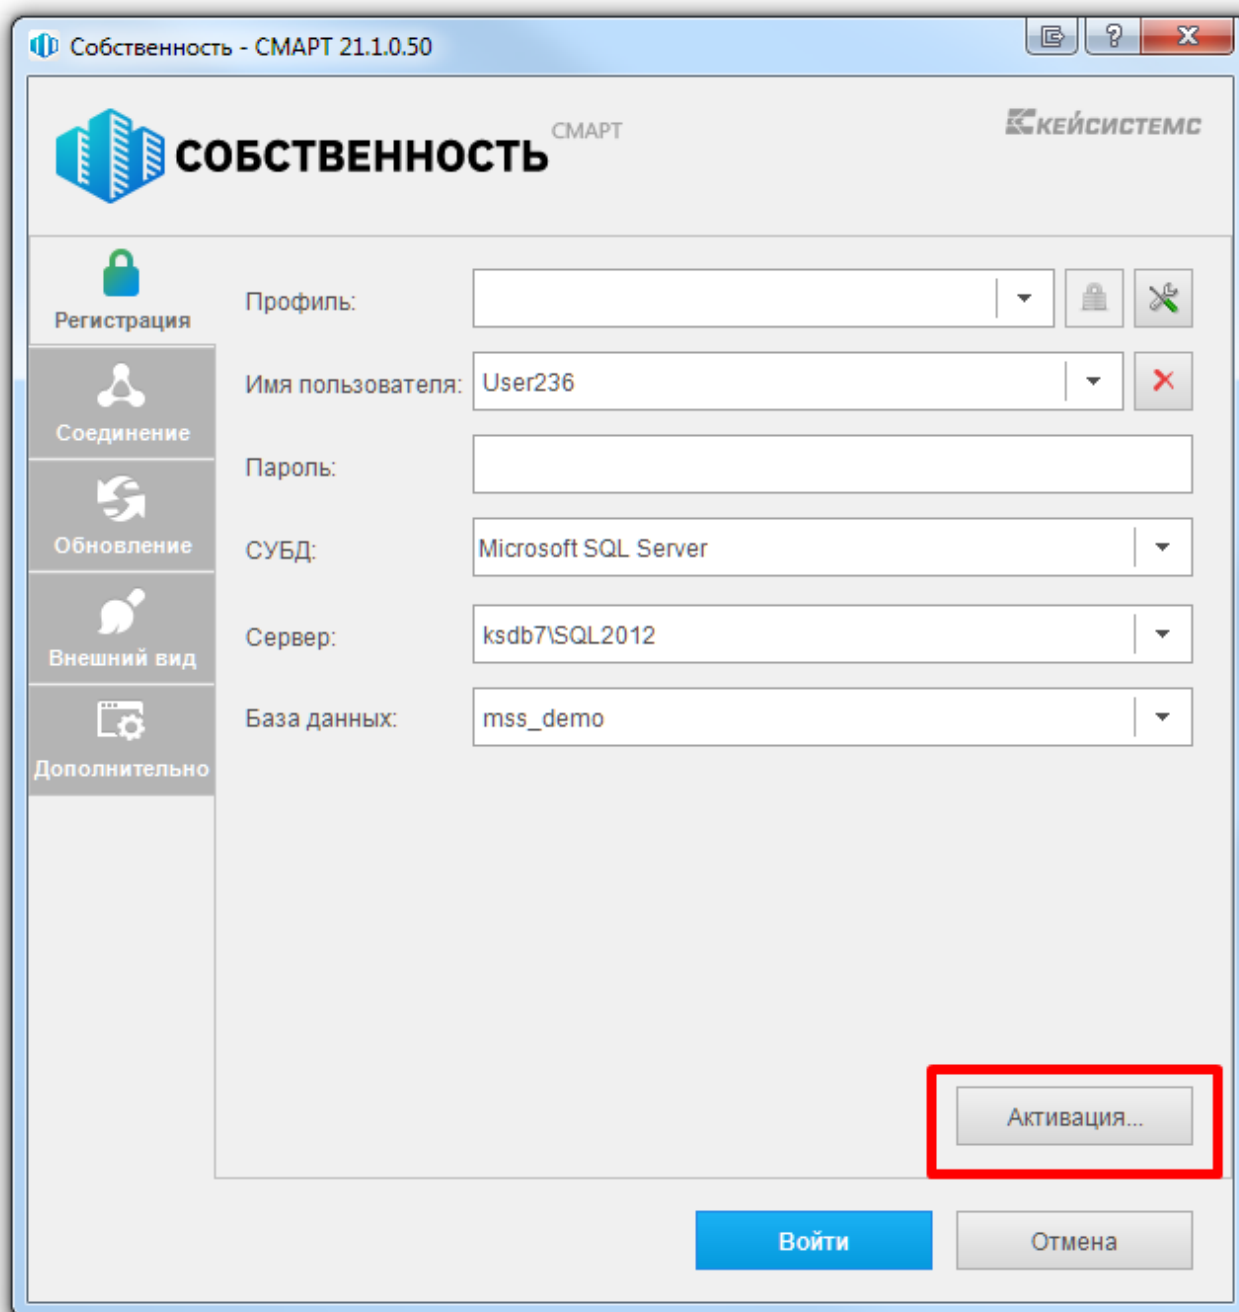 Собственность - СМАРТ 21.1.0.50
?
СОБСТВЕННОСТЬ СМАРТ
КЕЙСИСТЕМС
Регистрация
Соединение
Обновление
Внешний вид
Дополнительно
Профиль:
Имя пользователя: User236
Пароль:
СУБД: Microsoft SQL Server
Сервер: ksdb7\SQL2012
База данных: mss_demo
Активация...
Войти
Отмена